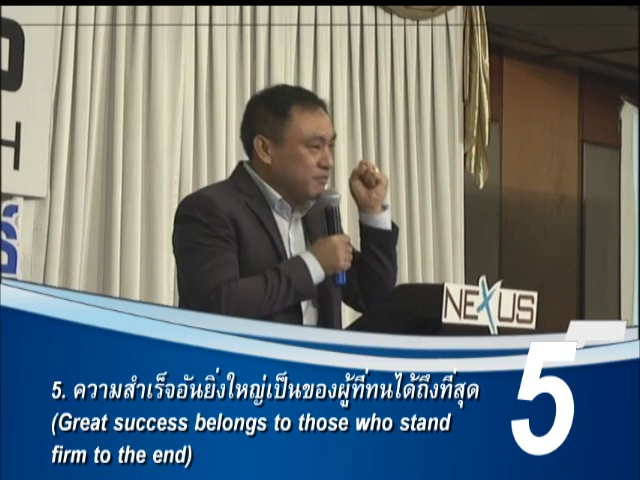 NEXUS
5. ความสำเร็จอันยิ่งใหญ่เป็นของผู้ที่ทนได้ถึงที่สุด
(Great success belongs to those who stand
firm to the end)
5